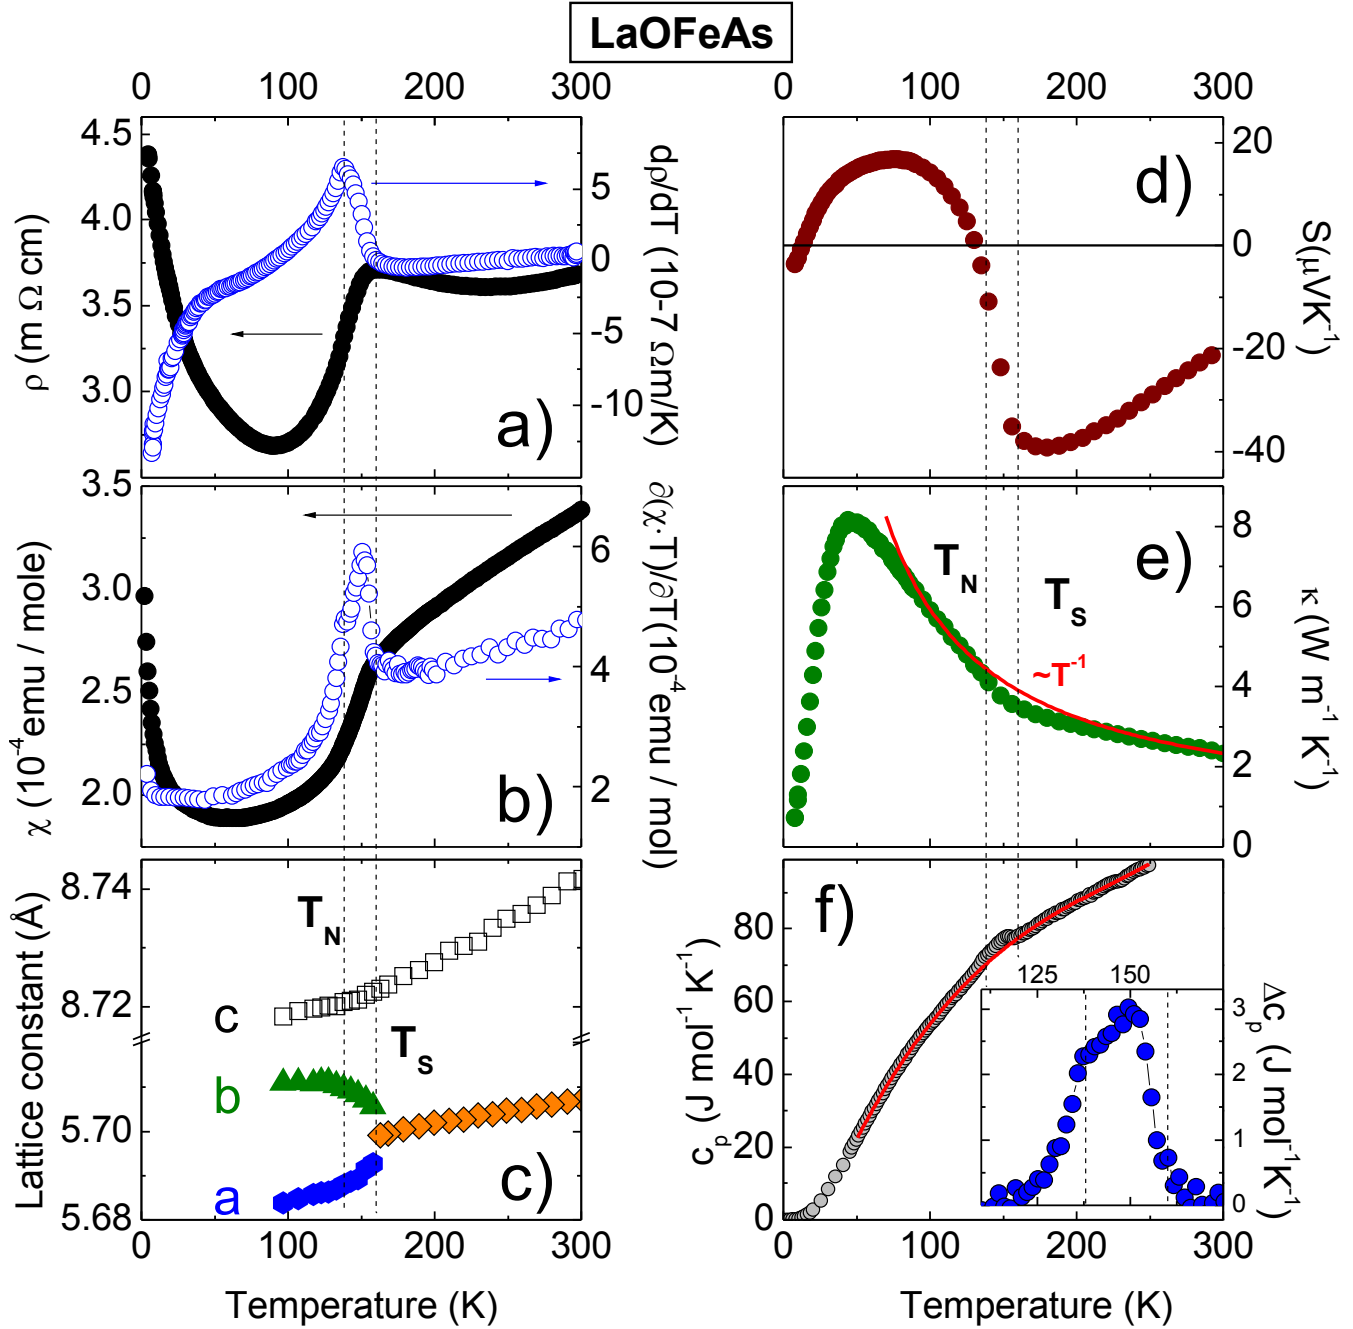 LaOFeAs
0 100 200 300
4.5
4.0
3.5
3.0
2.5
ρ (m Ω cm)
5
0
-5
-10
dρ/dT (10-7 Ωm/K)
a)
3.5
3.0
2.5
2.0
χ (10⁻⁴ emu / mole)
6
4
2
∂(χ·T)/∂T(10⁻⁴ emu / mol)
b)
8.74
8.72
5.70
5.68
Lattice constant (Å)
T_N
T_S
c
b
a
c)
0 100 200 300
Temperature (K)
0 100 200 300
20
0
-20
-40
S(μVK⁻¹)
d)
8
6
4
2
0
κ (W m⁻¹ K⁻¹)
T_N
T_S
~T⁻¹
e)
80
60
40
20
0
c_p (J mol⁻¹ K⁻¹)
f)
125 150
3
2
1
0
Δc_p (J mol⁻¹K⁻¹)
0 100 200 300
Temperature (K)